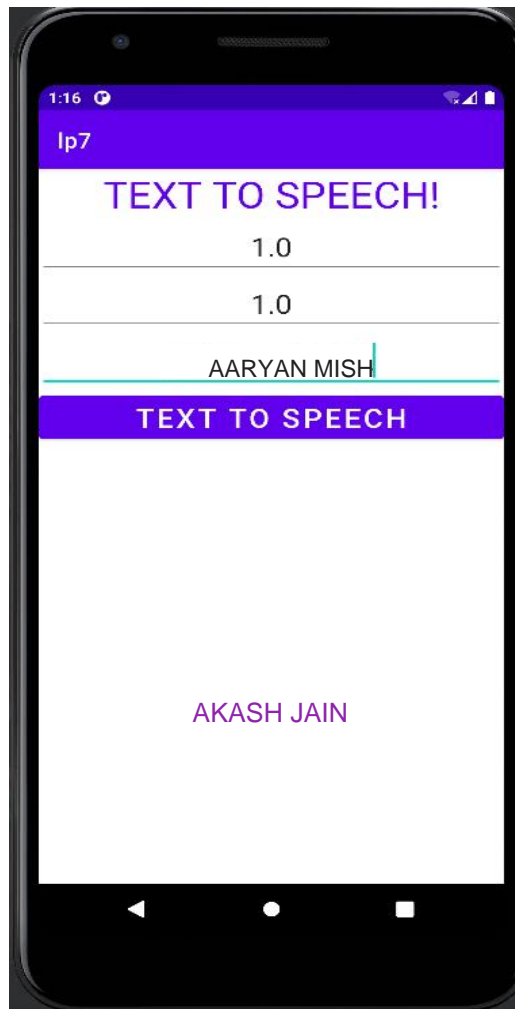 1:16
lp7
TEXT TO SPEECH!
1.0
1.0
AARYAN MISH
TEXT TO SPEECH
AKASH JAIN